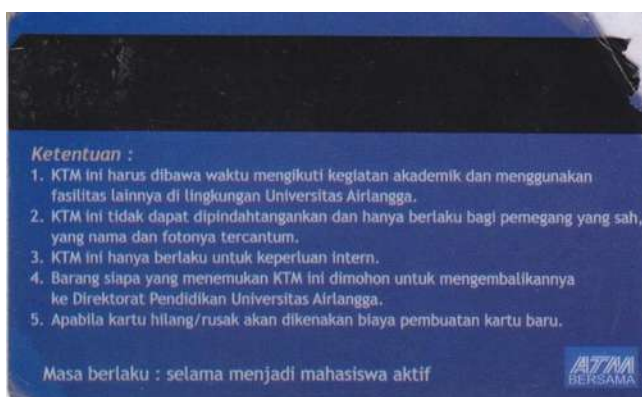 Ketentuan :
1. KTM ini harus dibawa waktu mengikuti kegiatan akademik dan menggunakan
fasilitas lainnya di lingkungan Universitas Airlangga.
2. KTM ini tidak dapat dipindahtangankan dan hanya berlaku bagi pemegang yang sah,
yang nama dan fotonya tercantum.
3. KTM ini hanya berlaku untuk keperluan intern.
4. Barang siapa yang menemukan KTM ini dimohon untuk mengembalikannya
ke Direktorat Pendidikan Universitas Airlangga.
5. Apabila kartu hilang/rusak akan dikenakan biaya pembuatan kartu baru.
Masa berlaku : selama menjadi mahasiswa aktif
ATM
BERSAMA